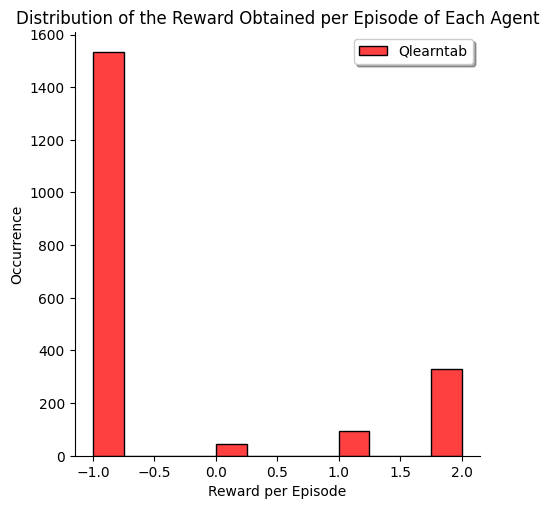 Distribution of the Reward Obtained per Episode of Each Agent
Qlearntab
1600
1400
1200
1000
800
600
400
200
0
Occurrence
−1.0 −0.5 0.0 0.5 1.0 1.5 2.0
Reward per Episode